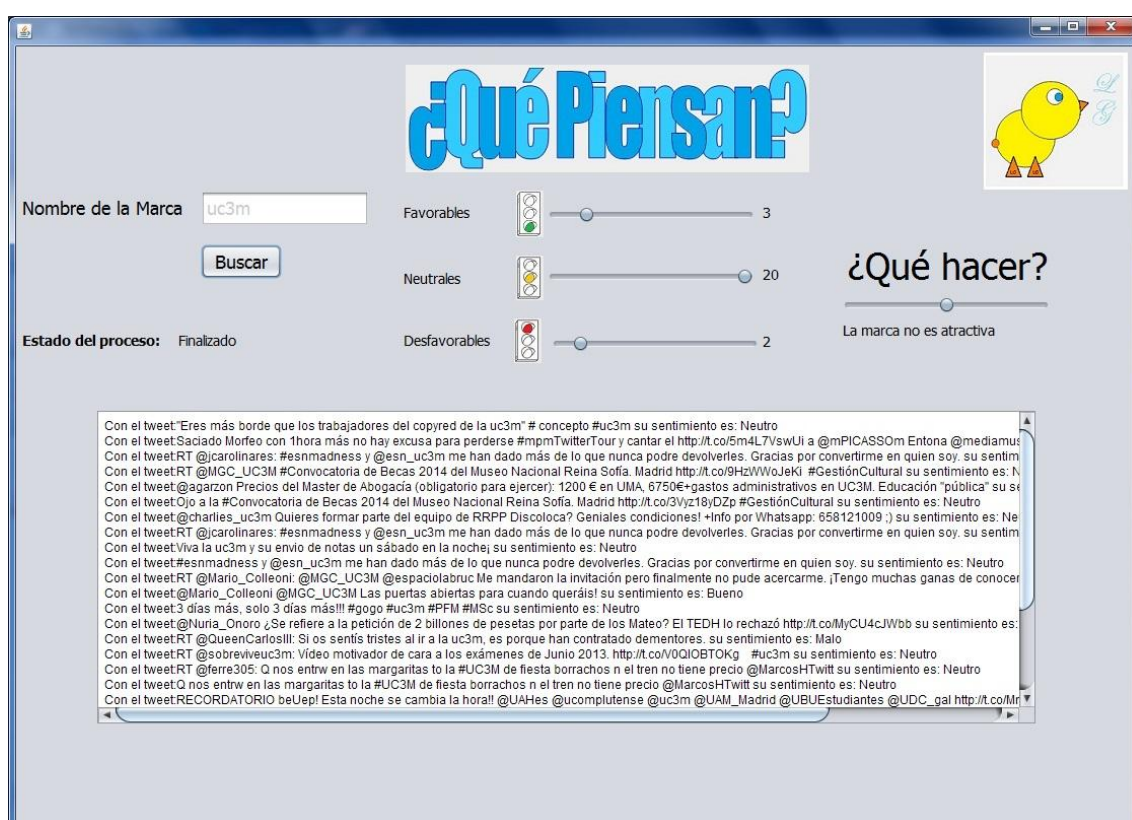 ¿Qué Piensan?
L
G
Nombre de la Marca
uc3m
Buscar
Estado del proceso: Finalizado
Favorables 3
Neutrales 20
Desfavorables 2
¿Qué hacer?
La marca no es atractiva
Con el tweet:"Eres más borde que los trabajadores del copyred de la uc3m" # concepto #uc3m su sentimiento es: Neutro
Con el tweet:Saciado Morfeo con 1hora más no hay excusa para perderse #mpmTwitterTour y cantar el http://t.co/5m4L7VswUi a @mPICASSOm Entona @mediamus
Con el tweet:RT @jcarolinares: #esnmadness y @esn_uc3m me han dado más de lo que nunca podre devolverles. Gracias por convertirme en quien soy. su sentim
Con el tweet:RT @MGC_UC3M #Convocatoria de Becas 2014 del Museo Nacional Reina Sofía. Madrid http://t.co/9HzWWoJeKi #GestiónCultural su sentimiento es: N
Con el tweet:@agarzon Precios del Master de Abogacía (obligatorio para ejercer): 1200 € en UMA, 6750€+gastos administrativos en UC3M. Educación "pública" su se
Con el tweet:Ojo a la #Convocatoria de Becas 2014 del Museo Nacional Reina Sofía. Madrid http://t.co/3Vyz18yDZp #GestiónCultural su sentimiento es: Neutro
Con el tweet:@charlies_uc3m Quieres formar parte del equipo de RRPP Discoloca? Geniales condiciones! +Info por Whatsapp: 658121009 ;) su sentimiento es: Ne
Con el tweet:RT @jcarolinares: #esnmadness y @esn_uc3m me han dado más de lo que nunca podre devolverles. Gracias por convertirme en quien soy. su sentim
Con el tweet:Viva la uc3m y su envio de notas un sábado en la noche¡ su sentimiento es: Neutro
Con el tweet:#esnmadness y @esn_uc3m me han dado más de lo que nunca podre devolverles. Gracias por convertirme en quien soy. su sentimiento es: Neutro
Con el tweet:RT @Mario_Colleoni: @MGC_UC3M @espaciolabruc Me mandaron la invitación pero finalmente no pude acercarme. ¡Tengo muchas ganas de conocer
Con el tweet:@Mario_Colleoni @MGC_UC3M Las puertas abiertas para cuando queráis! su sentimiento es: Bueno
Con el tweet:3 días más, solo 3 días más!!! #gogo #uc3m #PFM #MSc su sentimiento es: Neutro
Con el tweet:@Nuria_Onoro ¿Se refiere a la petición de 2 billones de pesetas por parte de los Mateo? El TEDH lo rechazó http://t.co/MyCU4cJWbb su sentimiento es:
Con el tweet:RT @QueenCarlosIII: Si os sentís tristes al ir a la uc3m, es porque han contratado dementores. su sentimiento es: Malo
Con el tweet:RT @sobreviveuc3m: Vídeo motivador de cara a los exámenes de Junio 2013. http://t.co/V0QIOBTOKg #uc3m su sentimiento es: Neutro
Con el tweet:RT @ferre305: Q nos entrw en las margaritas to la #UC3M de fiesta borrachos n el tren no tiene precio @MarcosHTwitt su sentimiento es: Neutro
Con el tweet:Q nos entrw en las margaritas to la #UC3M de fiesta borrachos n el tren no tiene precio @MarcosHTwitt su sentimiento es: Neutro
Con el tweet:RECORDATORIO beUep! Esta noche se cambia la hora!! @UAHes @ucomplutense @uc3m @UAM_Madrid @UBUEstudiantes @UDC_gal http://t.co/Mr